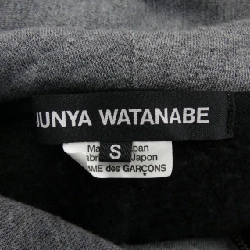 JUNYA WATANABE
S
Japon
des GARÇONS